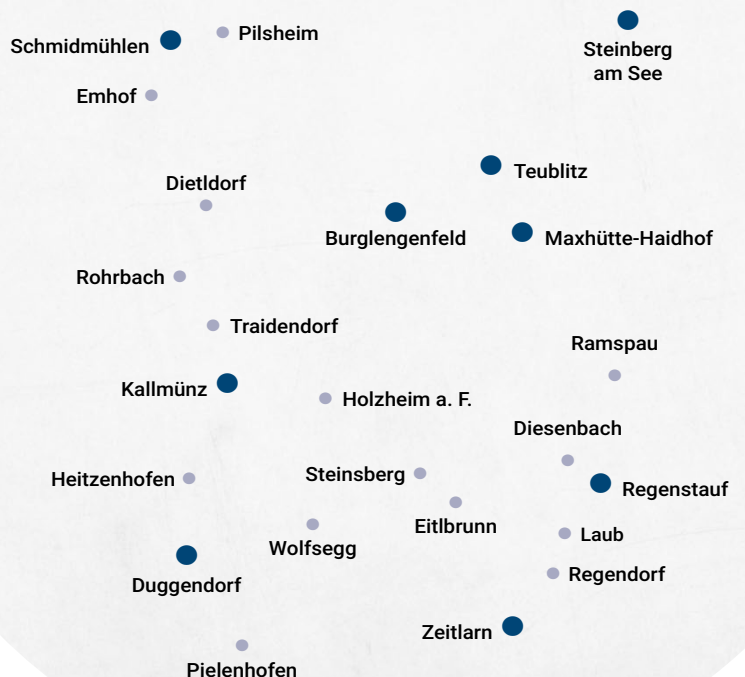 Pilsheim
Schmidmühlen
Steinberg
am See
Emhof
Teublitz
Dietldorf
Burglengenfeld
Maxhütte-Haidhof
Rohrbach
Traidendorf
Ramspau
Kallmünz
Holzheim a. F.
Diesenbach
Steinsberg
Heitzenhofen
Regenstauf
Eitlbrunn
Laub
Wolfsegg
Regendorf
Duggendorf
Zeitlarn
Pielenhofen